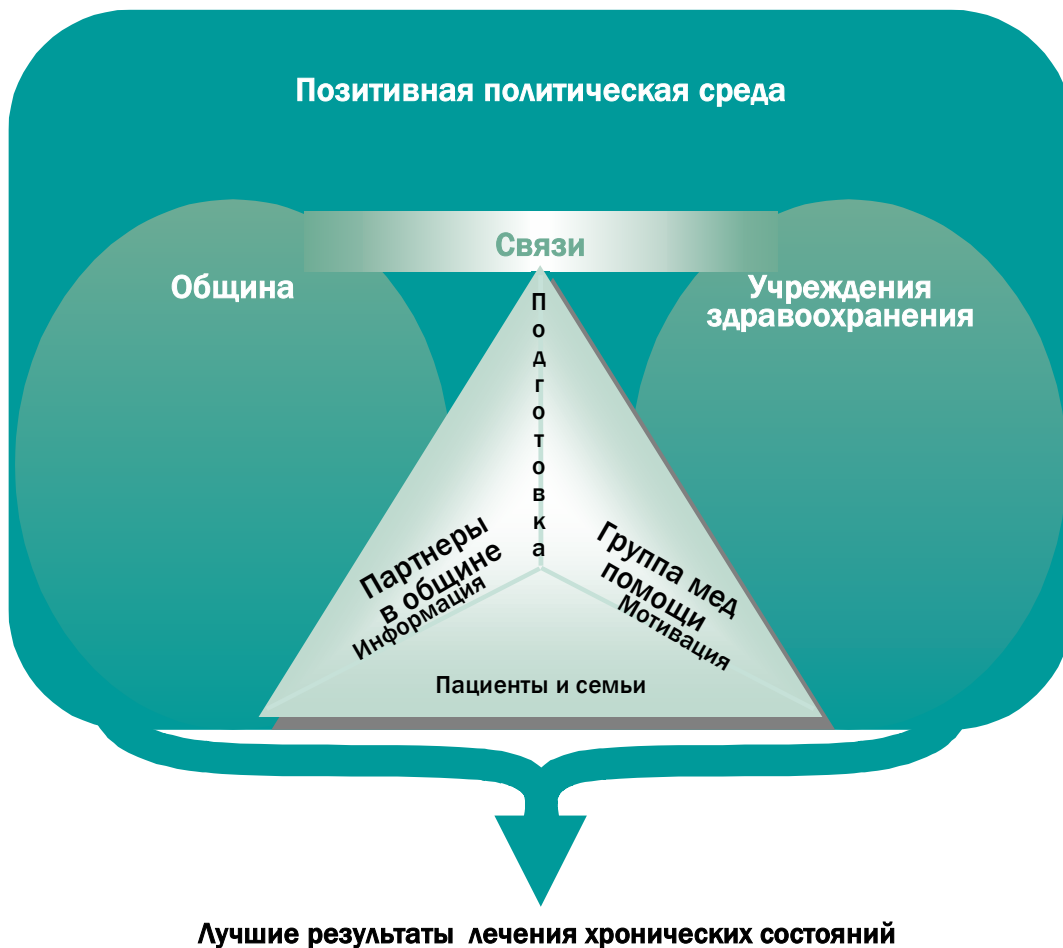 Позитивная политическая среда
Связи
Община
Учреждения
здравоохранения
Подготовка
Партнеры
в общине
Информация
Группа мед
помощи
Мотивация
Пациенты и семьи
Лучшие результаты лечения хронических состояний